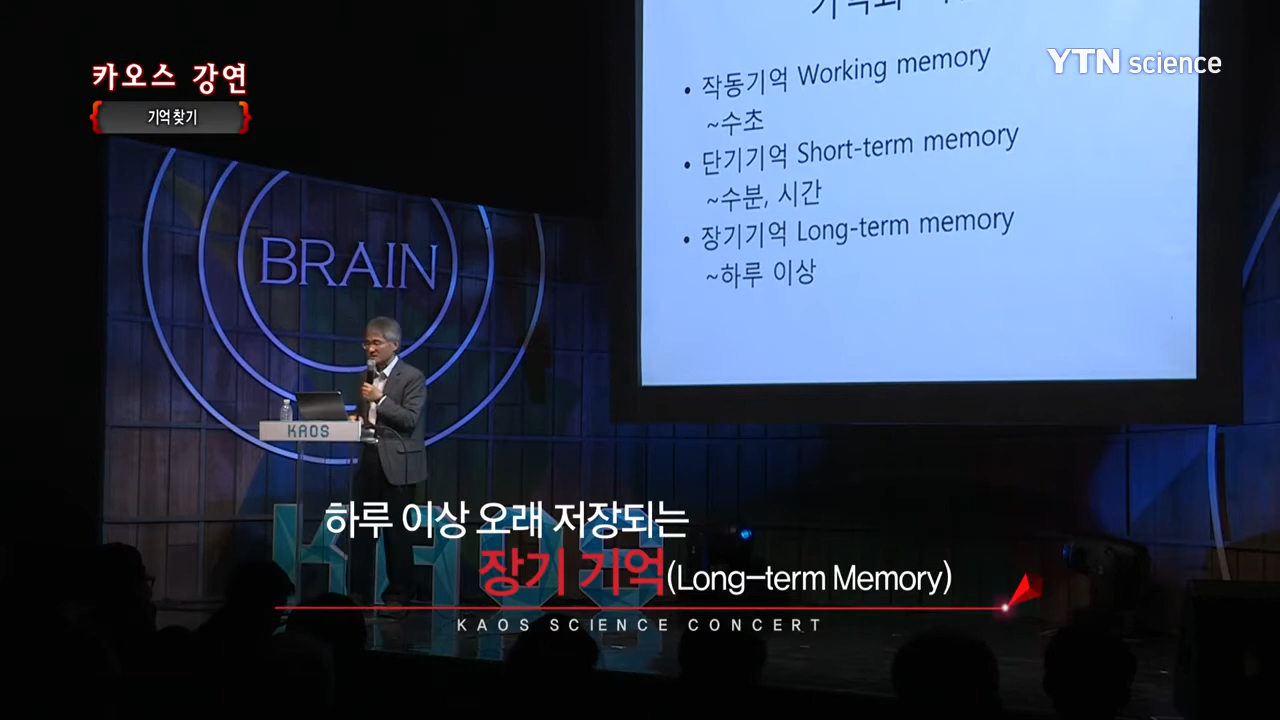 카오스 강연
기억 찾기
YTN science
• 작동기억 Working memory
~수초
• 단기기억 Short-term memory
~수분, 시간
• 장기기억 Long-term memory
~하루 이상
BRAIN
KAOS
KAOS
하루 이상 오래 저장되는
장기 기억(Long-term Memory)
KAOS SCIENCE CONCERT